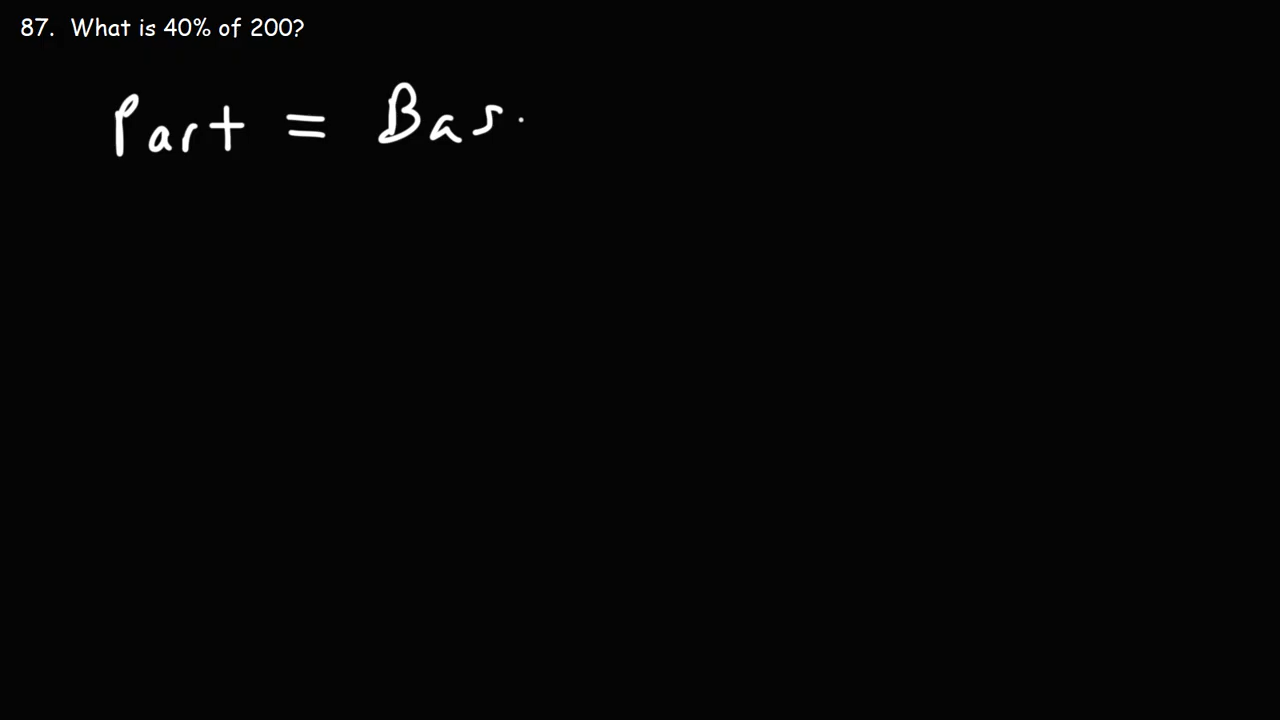 87. What is 40% of 200?
Part = Bas